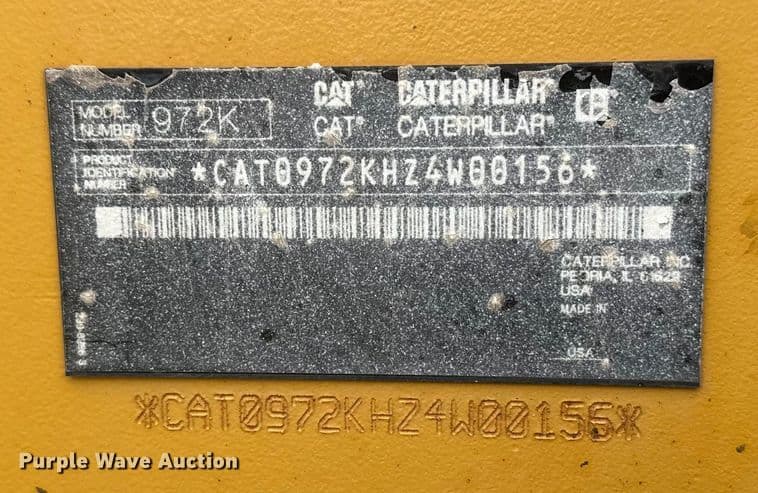 CAT CATERPILLAR
MODEL NUMBER 972K
CAT® CATERPILLAR®
PRODUCT IDENTIFICATION NUMBER *CAT0972KHZ4W00156*
CATERPILLAR INC.
PEORIA, IL 61629
USA
MADE IN
USA
*CAT0972KHZ4W00156*
Purple Wave Auction